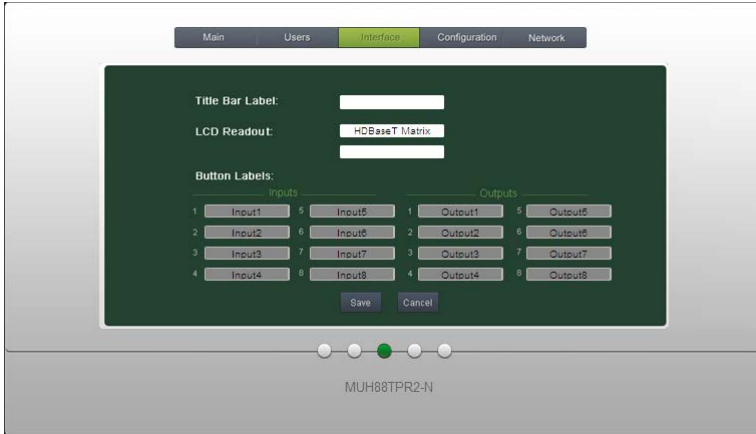 Main Users Interface Configuration Network
Title Bar Label:
LCD Readout: HDBaseT Matrix
Button Labels:
Inputs Outputs
1 Input1 5 Input5 1 Output1 5 Output5
2 Input2 6 Input6 2 Output2 6 Output6
3 Input3 7 Input7 3 Output3 7 Output7
4 Input4 8 Input8 4 Output4 8 Output8
Save Cancel
MUH88TPR2-N